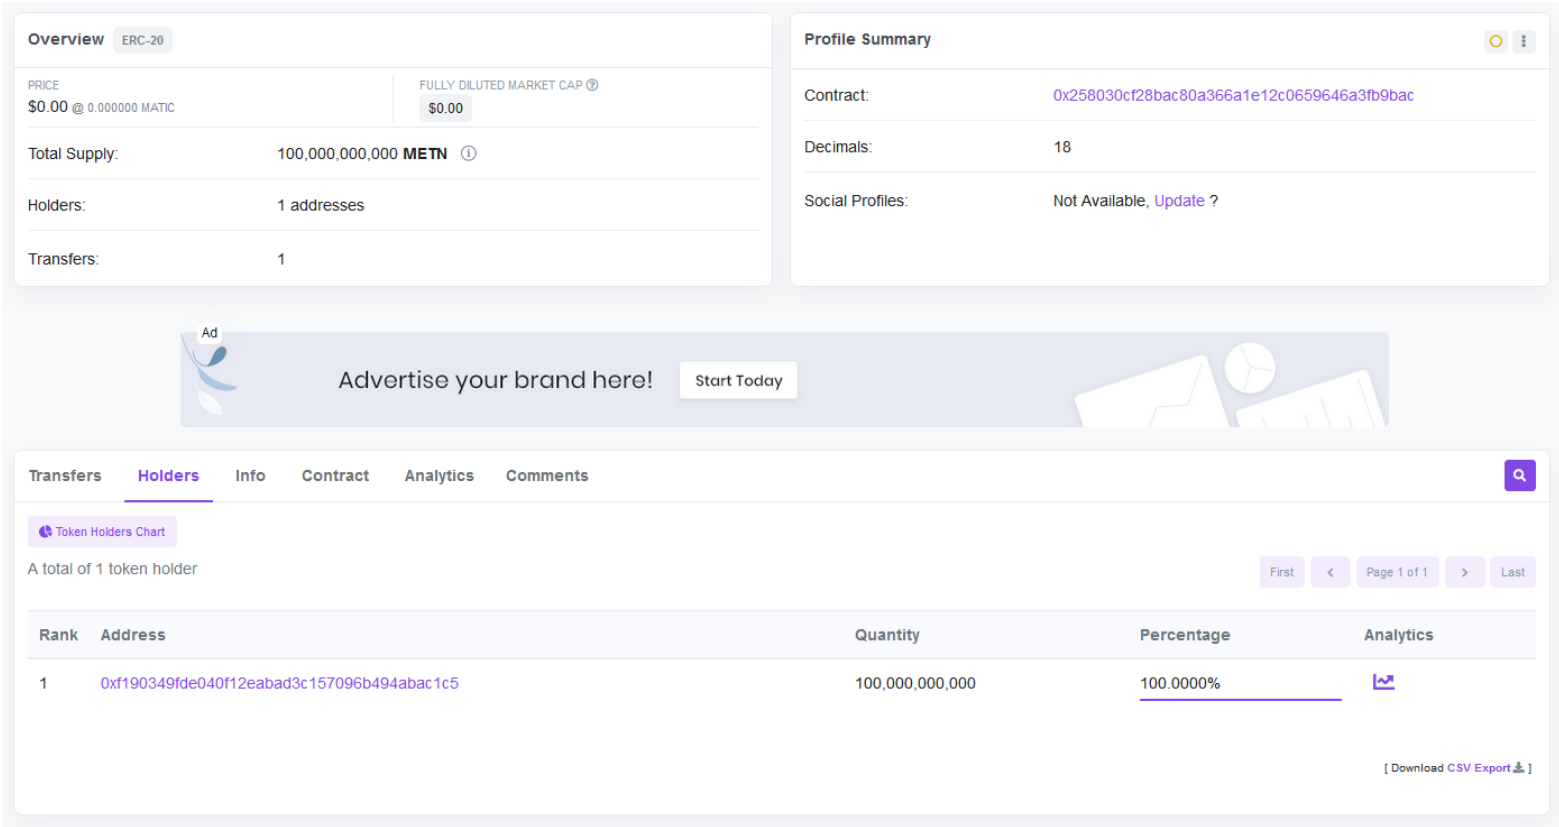 Overview ERC-20
PRICE
$0.00 @ 0.000000 MATIC
FULLY DILUTED MARKET CAP
$0.00
Total Supply: 100,000,000,000 METN
Holders: 1 addresses
Transfers: 1
Profile Summary
Contract: 0x258030cf28bac80a366a1e12c0659646a3fb9bac
Decimals: 18
Social Profiles: Not Available, Update ?
Ad
Advertise your brand here! Start Today
Transfers Holders Info Contract Analytics Comments
Token Holders Chart
A total of 1 token holder
First < Page 1 of 1 > Last
Rank Address Quantity Percentage Analytics
1 0xf190349fde040f12eabad3c157096b494abac1c5 100,000,000,000 100.0000%
[ Download CSV Export ]